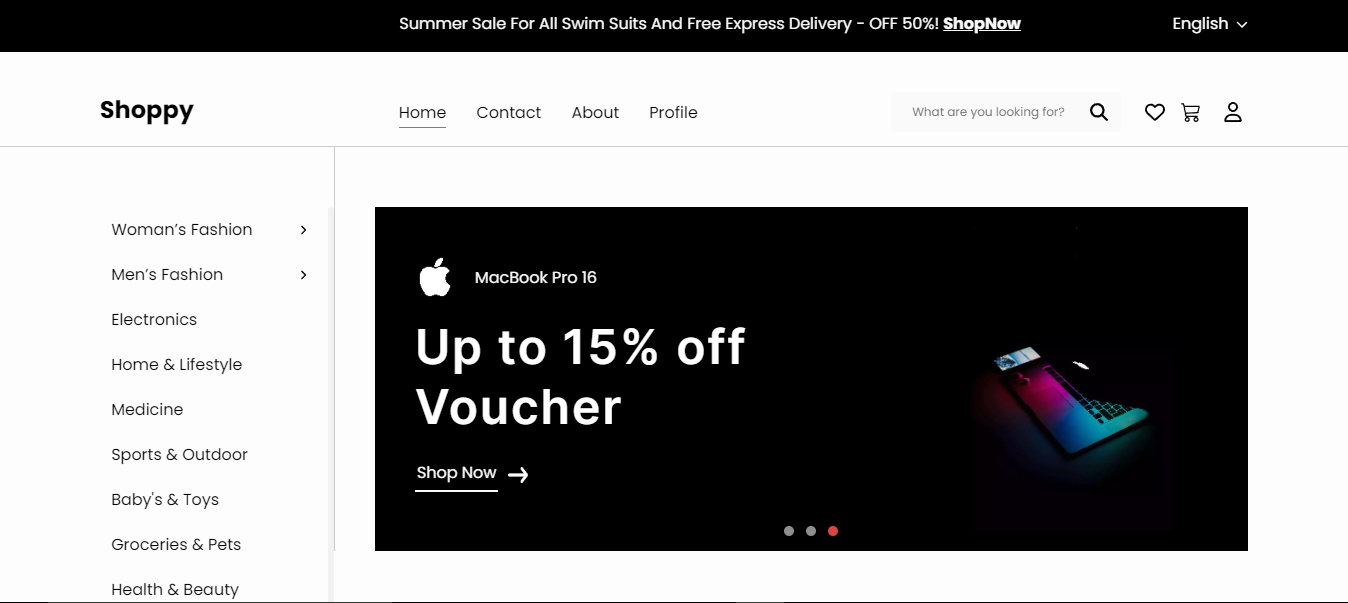 Summer Sale For All Swim Suits And Free Express Delivery - OFF 50%! ShopNow
English
Shoppy
Home
Contact
About
Profile
What are you looking for?
Woman’s Fashion
Men’s Fashion
Electronics
Home & Lifestyle
Medicine
Sports & Outdoor
Baby's & Toys
Groceries & Pets
Health & Beauty
MacBook Pro 16
Up to 15% off
Voucher
Shop Now